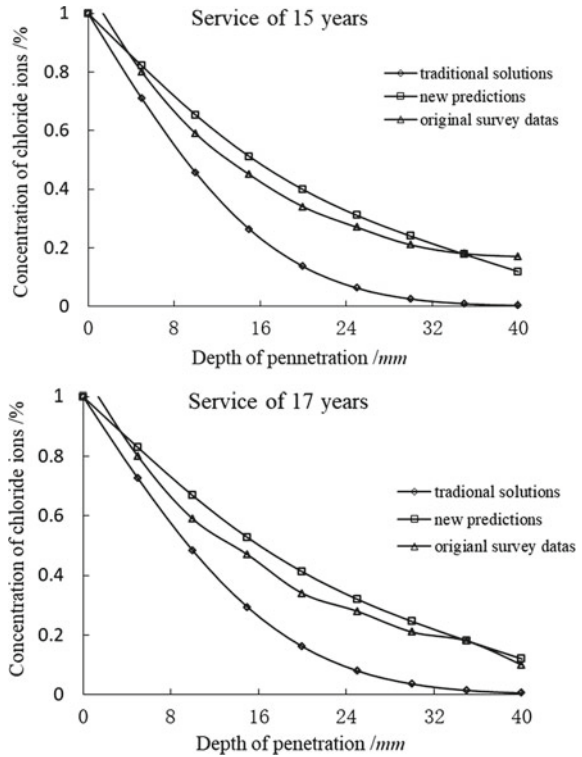 Service of 15 years
Concentration of chloride ions /%
1
0.8
0.6
0.4
0.2
0
traditional solutions
new predictions
original survey datas
0 8 16 24 32 40
Depth of pennetration /mm
Service of 17 years
Concentration of chloride ions /%
1
0.8
0.6
0.4
0.2
0
tradional solutions
new predictions
origianl survey datas
0 8 16 24 32 40
Depth of penetration /mm